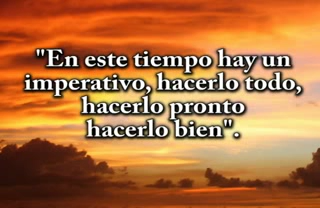 "En este tiempo hay un
imperativo, hacerlo todo,
hacerlo pronto
hacerlo bien".